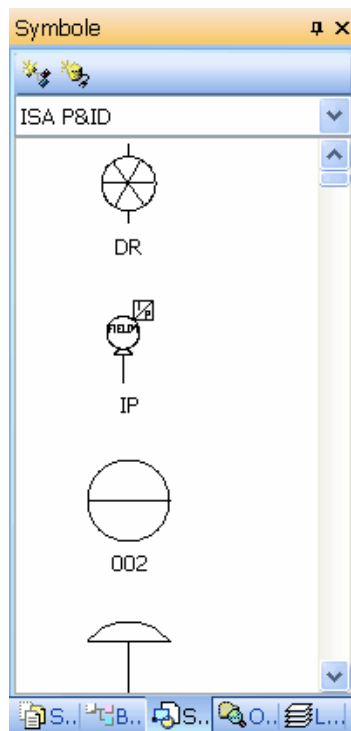 Symbole
ISA P&ID
DR
I/P
FIELD
IP
002
S.. B.. S.. O.. L...